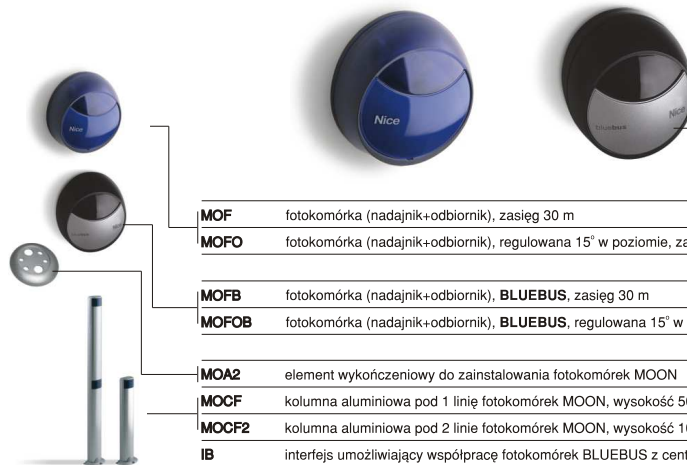 Nice
Bluebus Nice
Nice
MOF fotokomórka (nadajnik+odbiornik), zasięg 30 m
MOFO fotokomórka (nadajnik+odbiornik), regulowana 15° w poziomie,
MOFB fotokomórka (nadajnik+odbiornik), BLUEBUS, zasięg 30 m
MOFOB fotokomórka (nadajnik+odbiornik), BLUEBUS, regulowana 15° w
MOA2 element wykończeniowy do zainstalowania fotokomórek MOON
MOCF kolumna aluminiowa pod 1 linię fotokomórek MOON, wysokość
MOCF2 kolumna aluminiowa pod 2 linie fotokomórek MOON, wysokość
IB interfejs umożliwiający współpracę fotokomórek BLUEBUS z